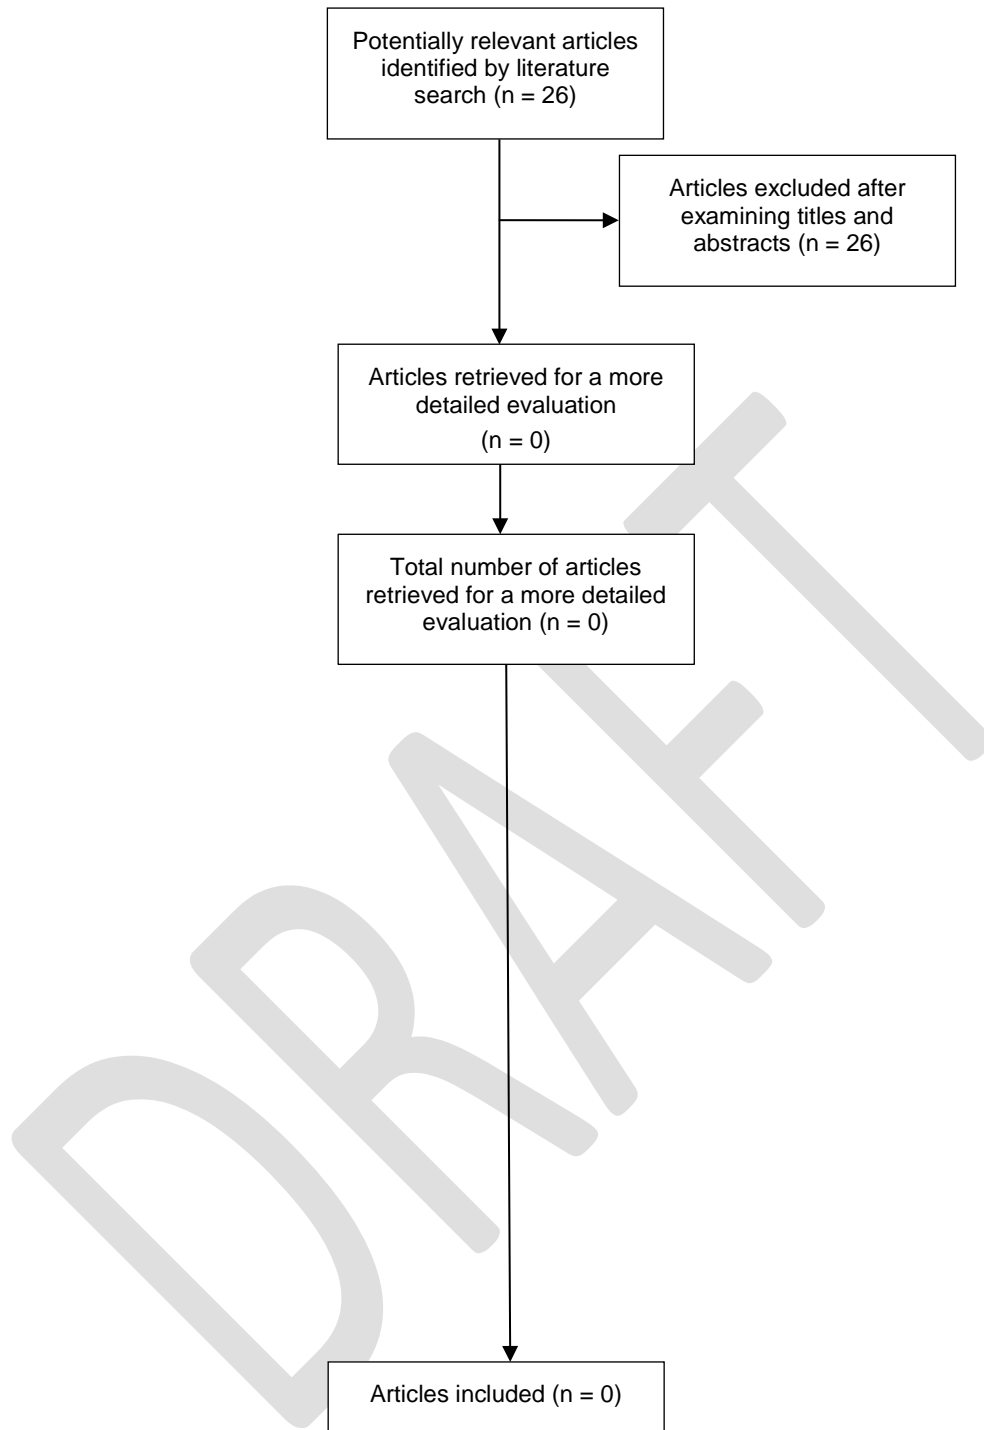 Potentially relevant articles
identified by literature
search (n = 26)
Articles excluded after
examining titles and
abstracts (n = 26)
Articles retrieved for a more
detailed evaluation
(n = 0)
Total number of articles
retrieved for a more detailed
evaluation (n = 0)
Articles included (n = 0)
DRAFT